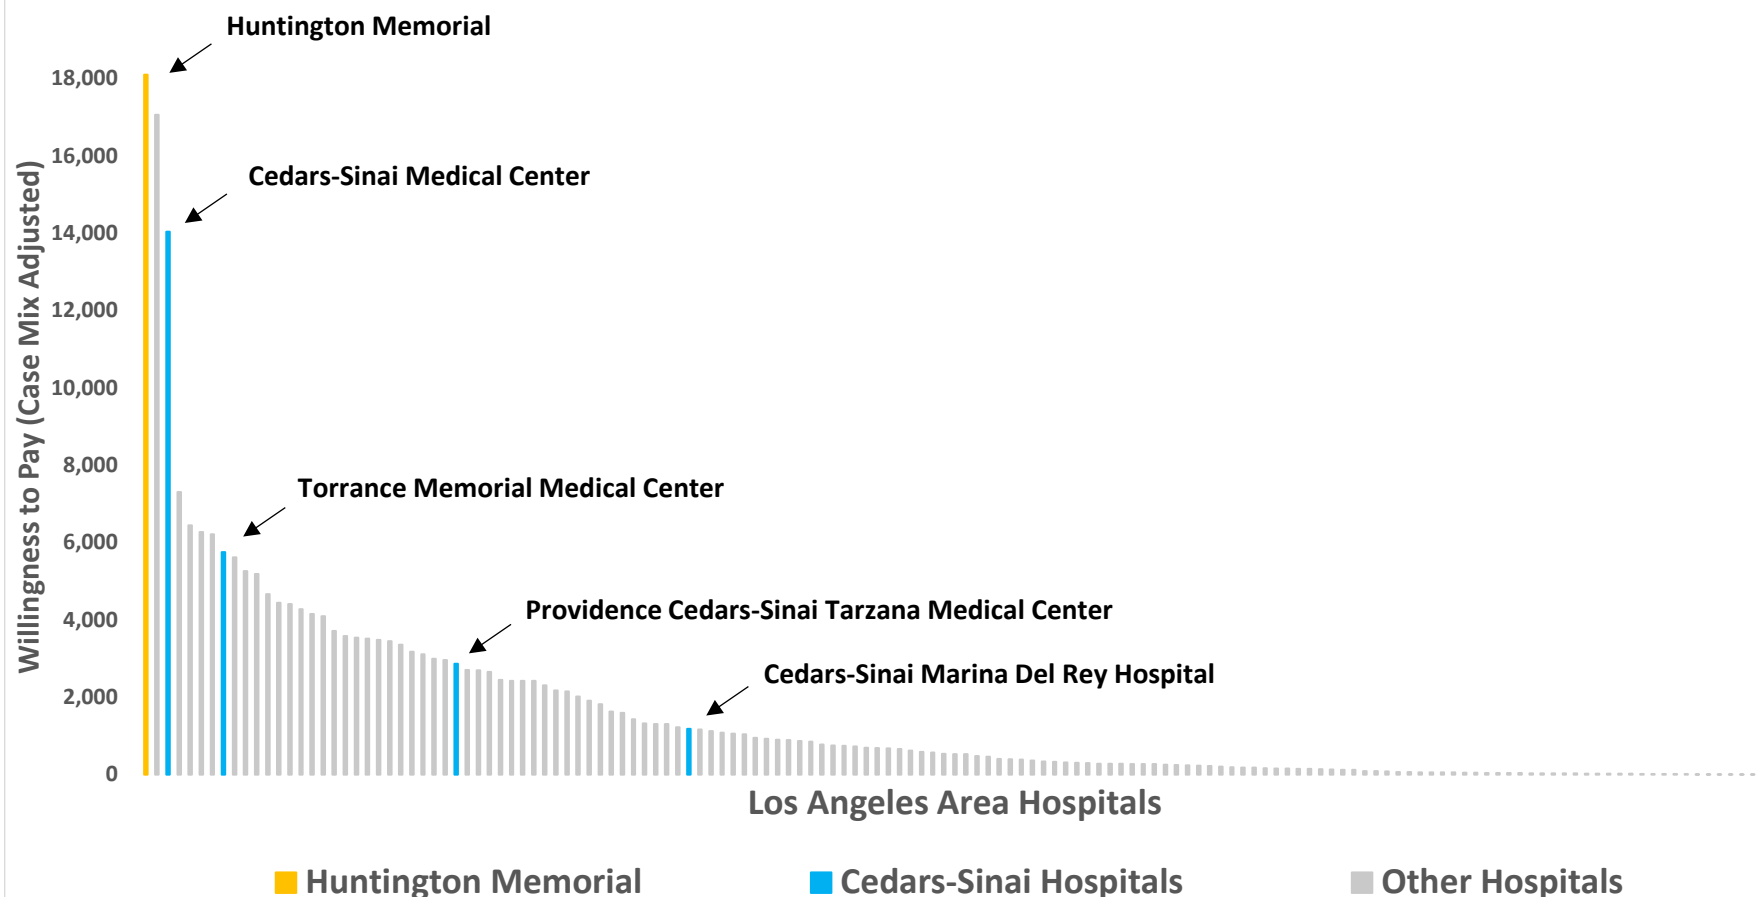 Huntington Memorial
18,000
16,000
Cedars-Sinai Medical Center
14,000
12,000
10,000
8,000
Torrance Memorial Medical Center
6,000
Providence Cedars-Sinai Tarzana Medical Center
4,000
Cedars-Sinai Marina Del Rey Hospital
2,000
0
Willingness to Pay (Case Mix Adjusted)
Los Angeles Area Hospitals
Huntington Memorial
Cedars-Sinai Hospitals
Other Hospitals